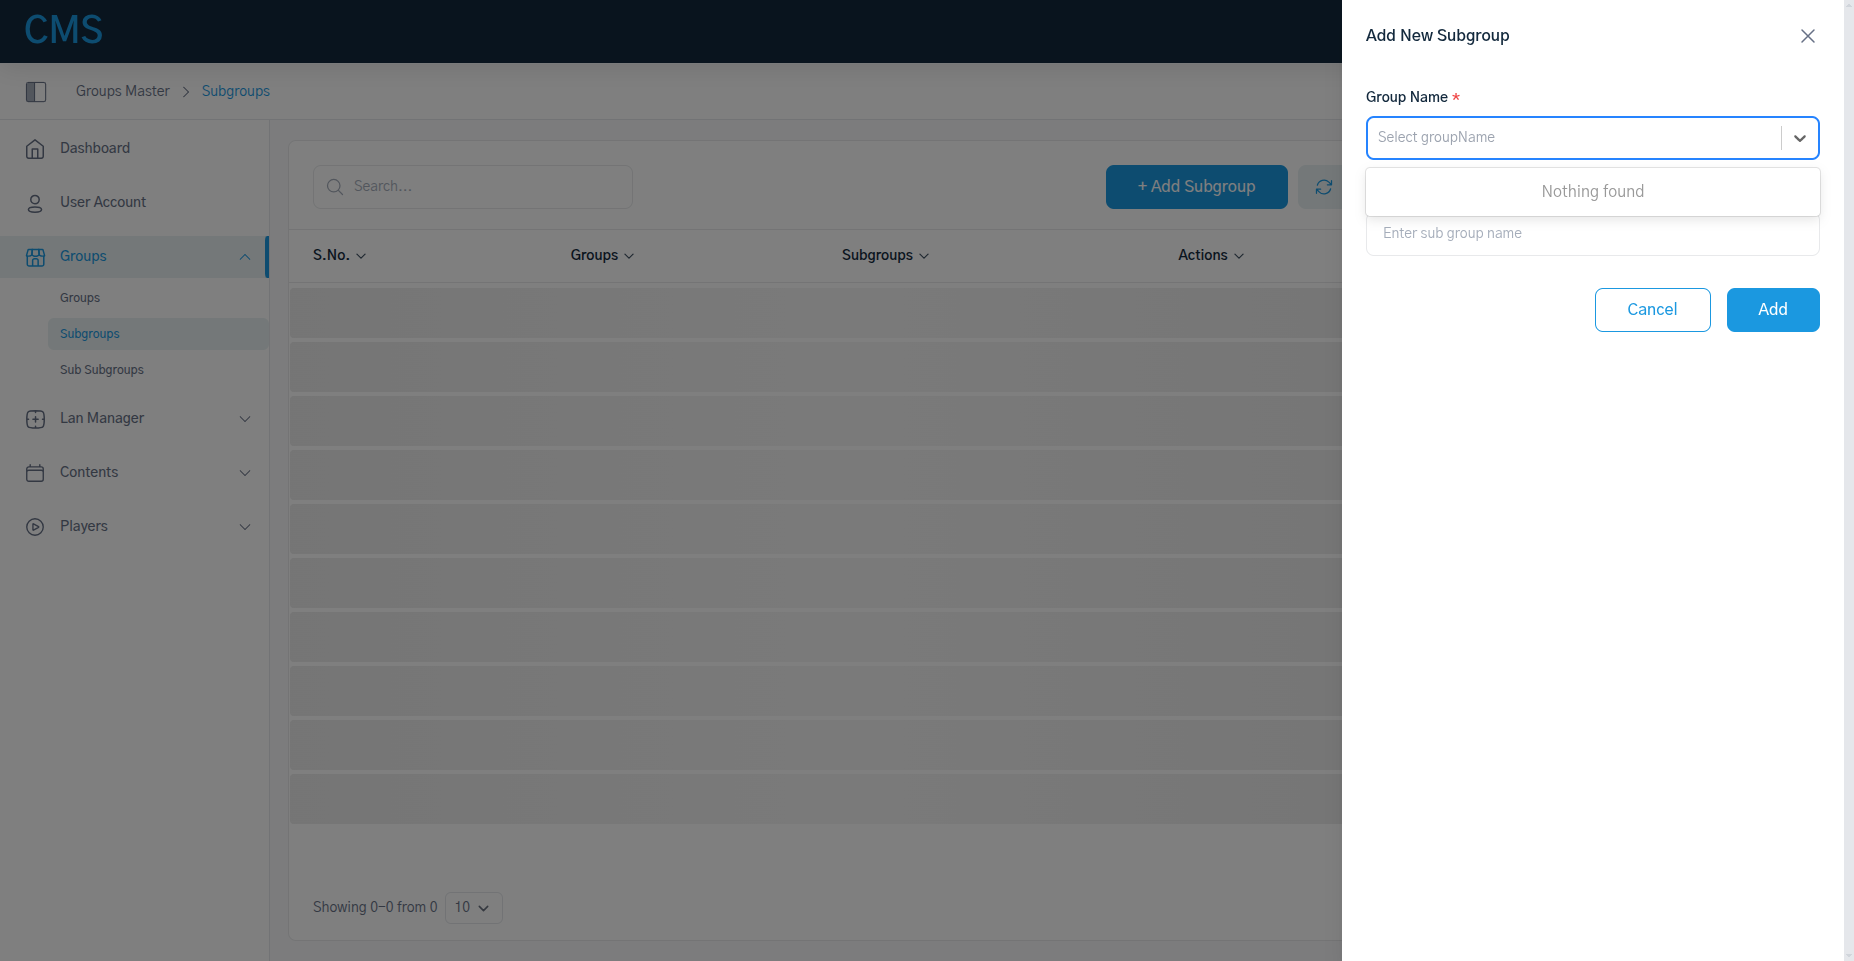 CMS
Groups Master > Subgroups
Dashboard
User Account
Groups
Groups
Subgroups
Sub Subgroups
Lan Manager
Contents
Players
Search...
+ Add Subgroup
S.No. Groups Subgroups Actions
Showing 0-0 from 0 10
Add New Subgroup
Group Name *
Select groupName
Nothing found
Enter sub group name
Cancel Add